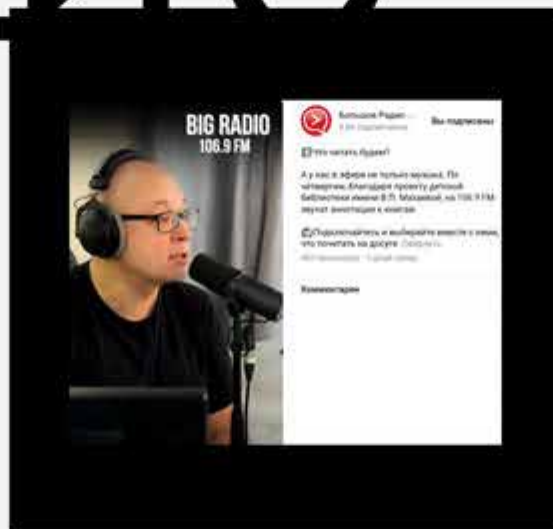 BIG RADIO
106.9 FM
Большое Радио
Вы подписаны
Что читать будем?
А у нас в эфире не только музыка. По
четвергам, благодаря проекту детской
библиотеки имени В.П. на 106.9 FM
звучат аннотации к книгам.
Подключайтесь и выбирайте вместе с нами,
что почитать на досуге.
Комментарии